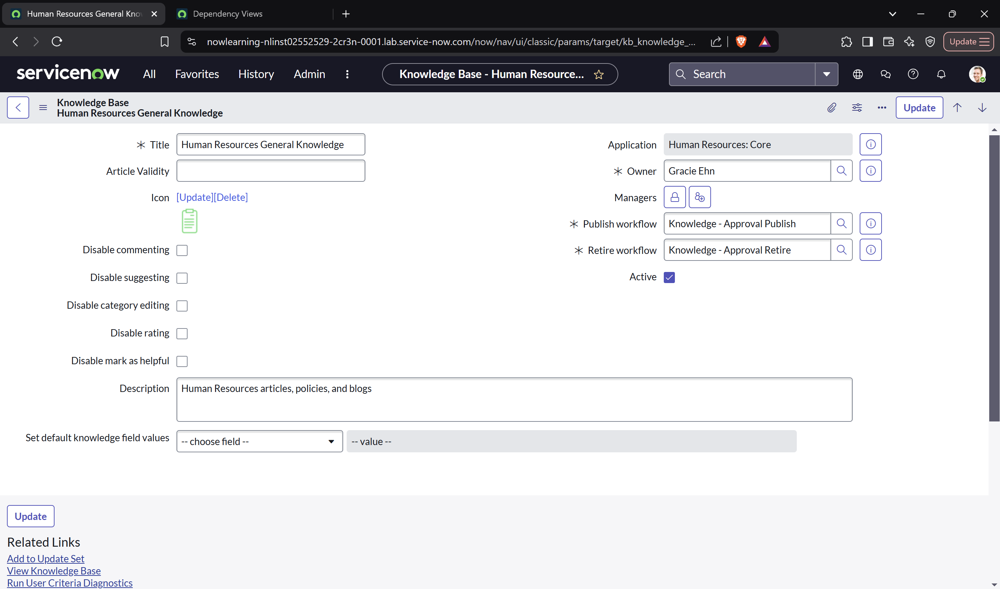 Human Resources General Kno
Dependency Views
nowlearning-nlinst02552529-2cr3n-0001.lab.service-now.com/now/nav/ui/classic/params/target/kb_knowledge_...
Update
servicenow
All
Favorites
History
Admin
Knowledge Base - Human Resource...
Search
Knowledge Base
Human Resources General Knowledge
Update
Title
Human Resources General Knowledge
Application
Human Resources: Core
Article Validity
Owner
Gracie Ehn
Icon
[Update][Delete]
Managers
Publish workflow
Knowledge - Approval Publish
Disable commenting
Retire workflow
Knowledge - Approval Retire
Disable suggesting
Active
Disable category editing
Disable rating
Disable mark as helpful
Description
Human Resources articles, policies, and blogs
Set default knowledge field values
-- choose field --
-- value --
Update
Related Links
Add to Update Set
View Knowledge Base
Run User Criteria Diagnostics